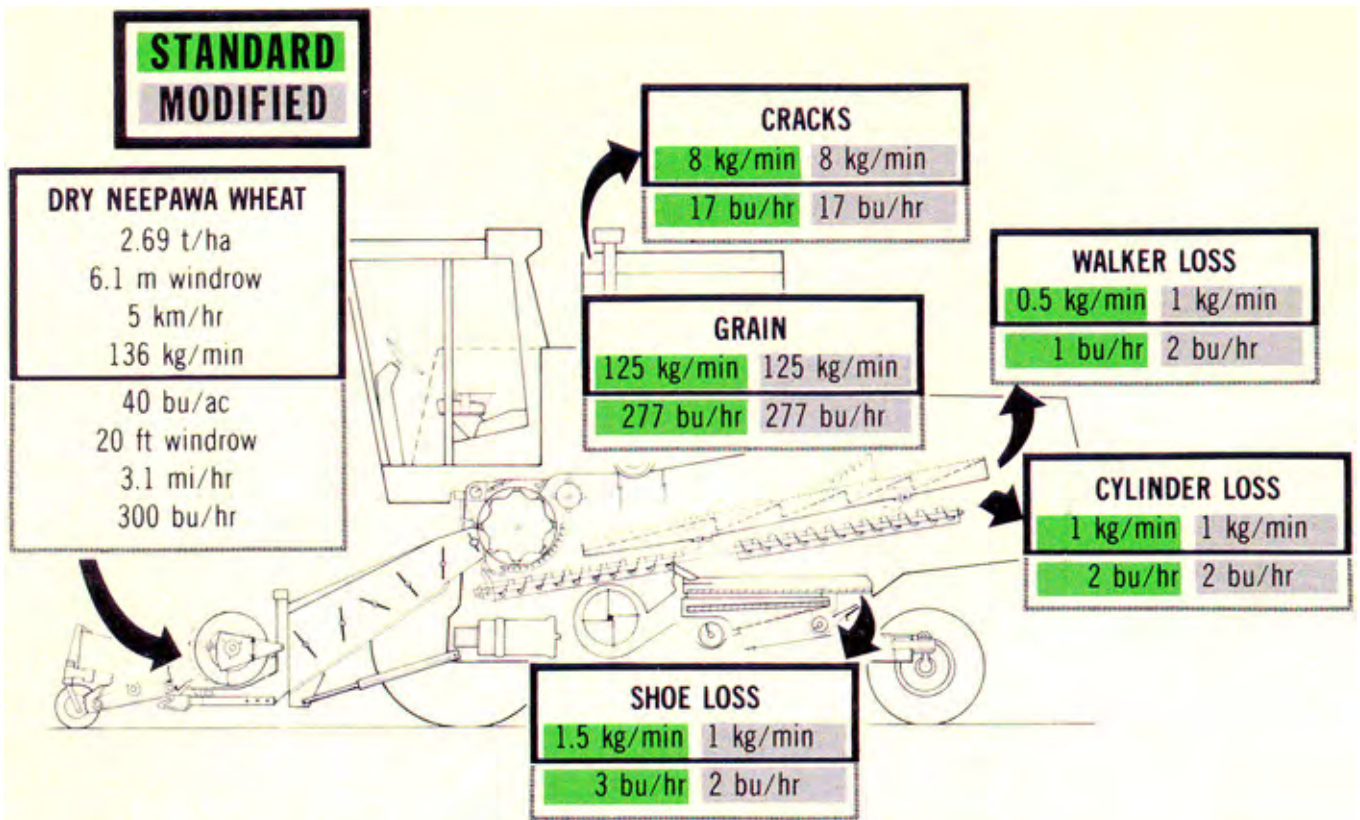 STANDARD
MODIFIED
CRACKS
8 kg/min 8 kg/min
17 bu/hr 17 bu/hr
DRY NEEPAWA WHEAT
2.69 t/ha
6.1 m windrow
5 km/hr
136 kg/min
40 bu/ac
20 ft windrow
3.1 mi/hr
300 bu/hr
WALKER LOSS
0.5 kg/min 1 kg/min
1 bu/hr 2 bu/hr
GRAIN
125 kg/min 125 kg/min
277 bu/hr 277 bu/hr
CYLINDER LOSS
1 kg/min 1 kg/min
2 bu/hr 2 bu/hr
SHOE LOSS
1.5 kg/min 1 kg/min
3 bu/hr 2 bu/hr